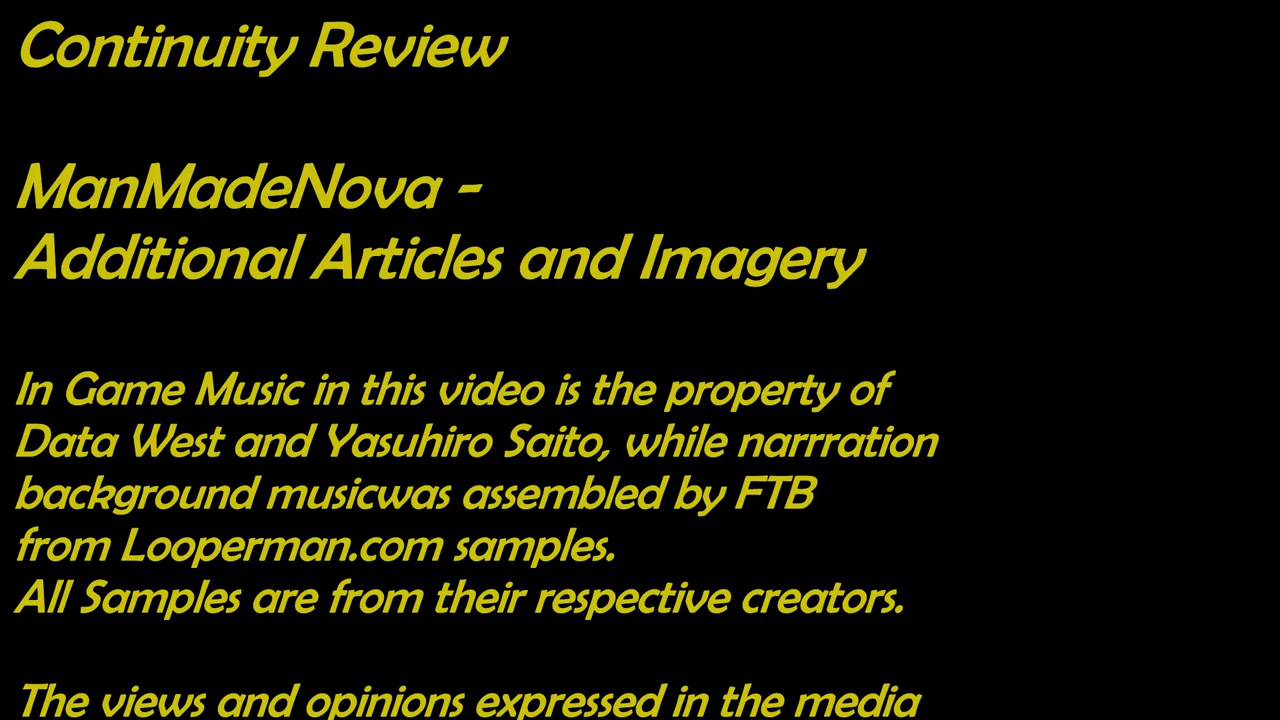 Continuity Review
ManMadeNova -
Additional Articles and Imagery
In Game Music in this video is the property of
Data West and Yasuhiro Saito, while narrration
background musicwas assembled by FTB
from Looperman.com samples.
All Samples are from their respective creators.
The views and opinions expressed in the media